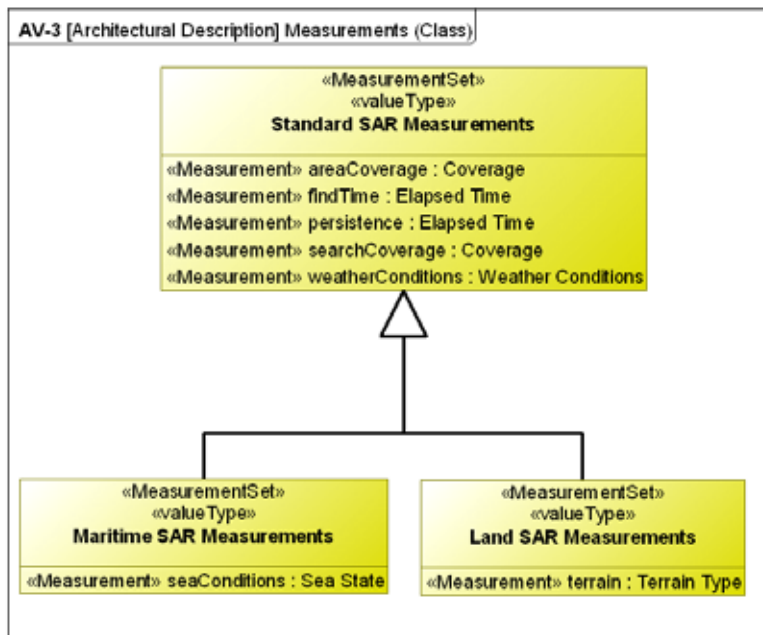 AV-3 [Architectural Description] Measurements (Class)
«MeasurementSet»
«valueType»
Standard SAR Measurements
«Measurement» areaCoverage : Coverage
«Measurement» findTime : Elapsed Time
«Measurement» persistence : Elapsed Time
«Measurement» searchCoverage : Coverage
«Measurement» weatherConditions : Weather Conditions
«MeasurementSet»
«valueType»
Maritime SAR Measurements
«Measurement» seaConditions : Sea State
«MeasurementSet»
«valueType»
Land SAR Measurements
«Measurement» terrain : Terrain Type